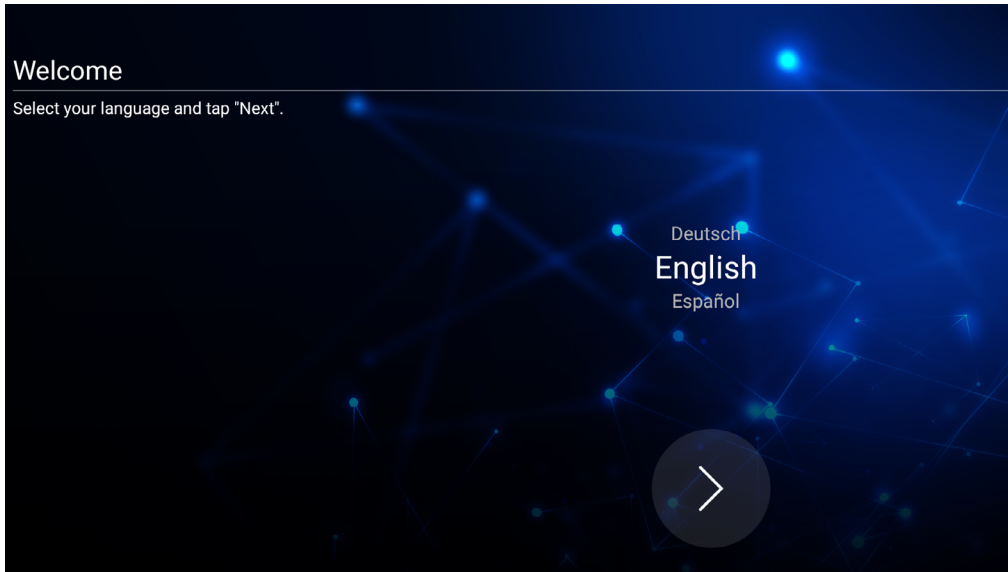 Welcome
Select your language and tap "Next".
Deutsch
English
Español